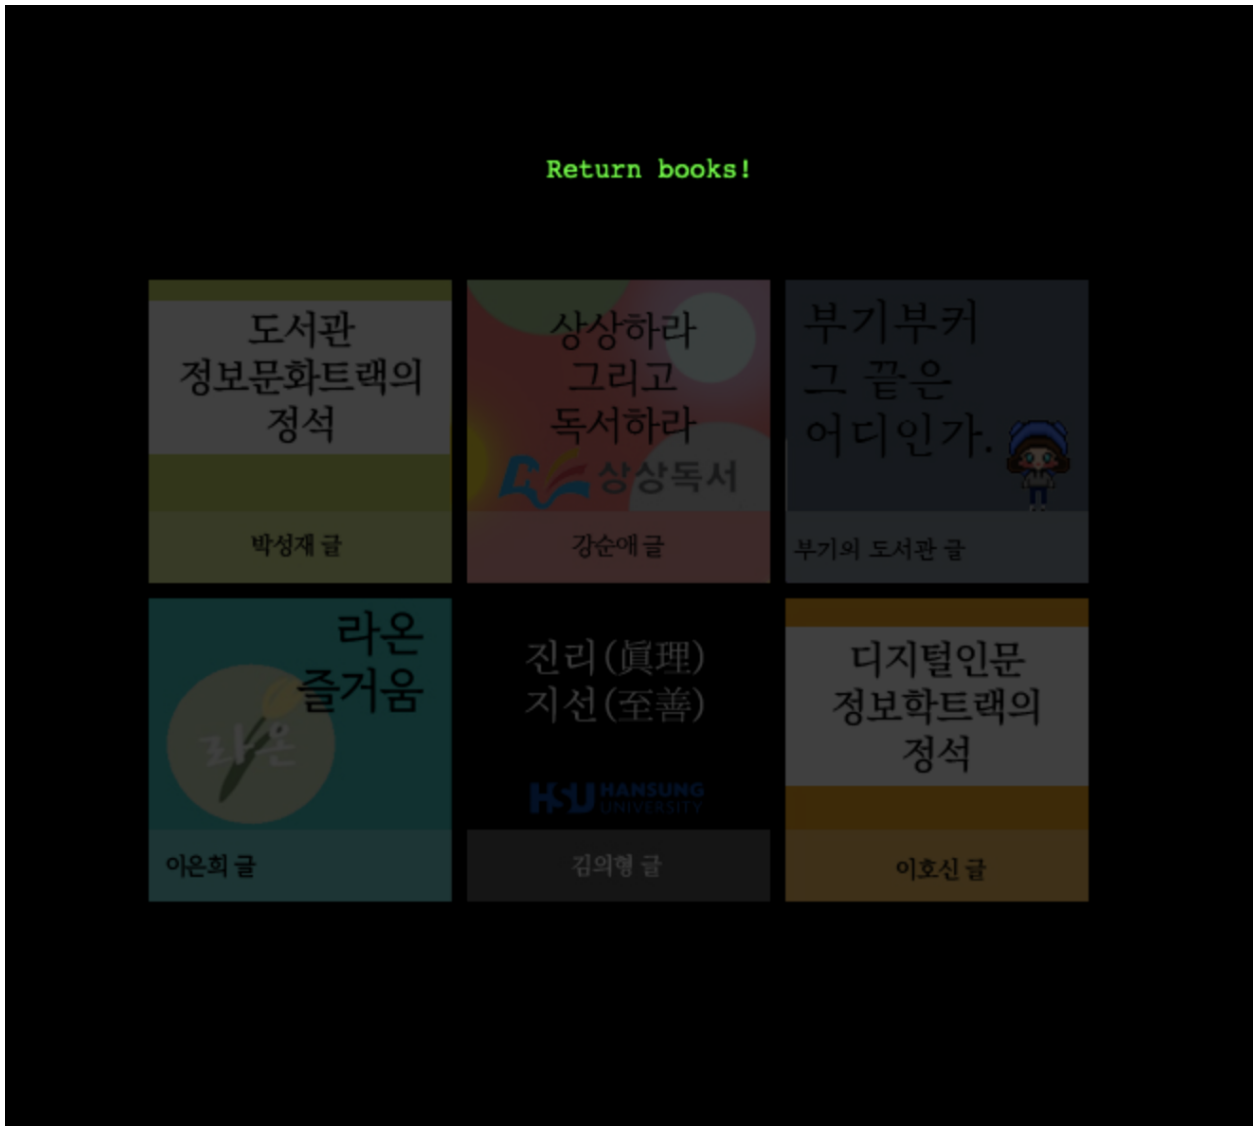 Return books!
도서관
정보문화트랙의
정석
박성재 글
상상하라
그리고
독서하라
상상독서
강순애 글
부기부커
그 끝은
어디인가.
부기의 도서관 글
라온
즐거움
라온
이은희 글
진리(眞理)
지선(至善)
HSU HANSUNG
UNIVERSITY
김의형 글
디지털인문
정보학트랙의
정석
이호신 글